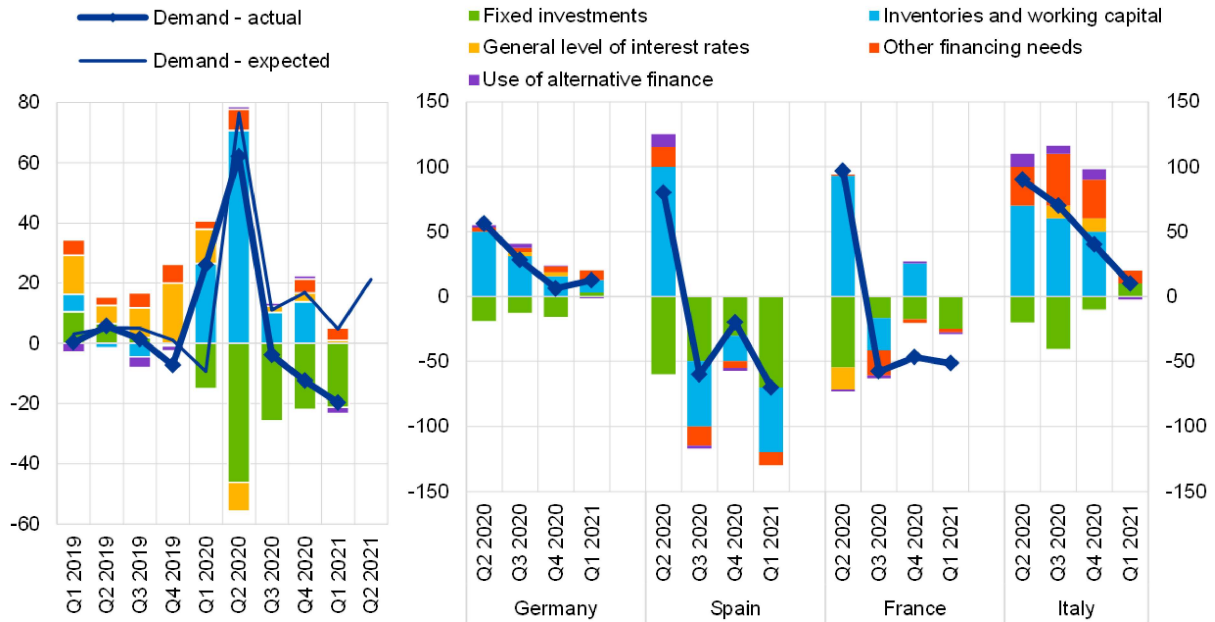 Demand - actual
Demand - expected
Fixed investments
Inventories and working capital
General level of interest rates
Other financing needs
Use of alternative finance
80
60
40
20
0
-20
-40
-60
Q1 2019
Q2 2019
Q3 2019
Q4 2019
Q1 2020
Q2 2020
Q3 2020
Q4 2020
Q1 2021
Q2 2021
150
100
50
0
-50
-100
-150
150
100
50
0
-50
-100
-150
Q2 2020
Q3 2020
Q4 2020
Q1 2021
Q2 2020
Q3 2020
Q4 2020
Q1 2021
Q2 2020
Q3 2020
Q4 2020
Q1 2021
Q2 2020
Q3 2020
Q4 2020
Q1 2021
Germany
Spain
France
Italy